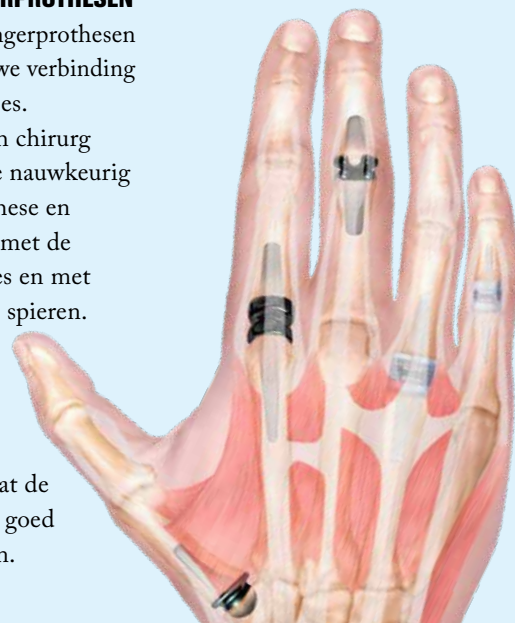 RPROTHESEN
ngerprothesen
we verbinding
es.
n chirurg
e nauwkeurig
hese en
met de
es en met
spieren.
at de
goed
n.